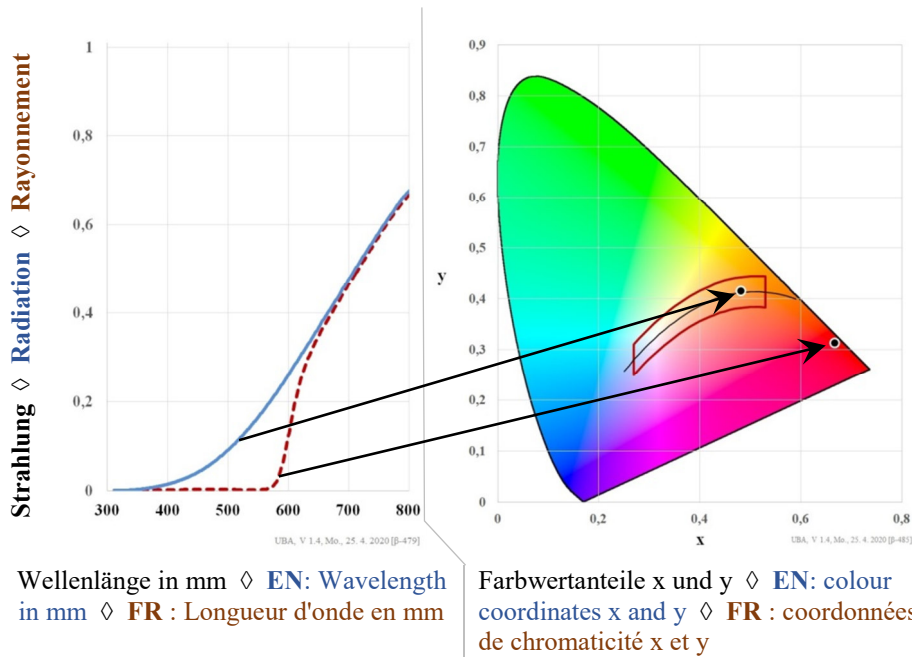 Strahlung ◊ Radiation ◊ Rayonnement
1
0,8
0,6
0,4
0,2
0
300 400 500 600 700 800
UBA, V 1.4, Mo., 25. 4. 2020 [β-479]
Wellenlänge in mm ◊ EN: Wavelength
in mm ◊ FR : Longueur d'onde en mm
y
0,9
0,8
0,7
0,6
0,5
0,4
0,3
0,2
0,1
0
0 0,2 0,4 0,6 0,8
x
UBA, V 1.4, Mo., 25. 4. 2020 [β-485]
Farbwertanteile x und y ◊ EN: colour
coordinates x and y ◊ FR : coordonnées
de chromaticité x et y